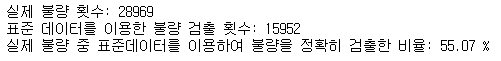 실제 불량 횟수: 28969
표준 데이터를 이용한 불량 검출 횟수: 15952
실제 불량 중 표준데이터를 이용하여 불량을 정확히 검출한 비율: 55.07 %